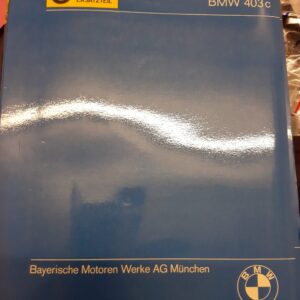 ERSATZTEIL
BMW 403c
Bayerische Motoren Werke AG München
BMW